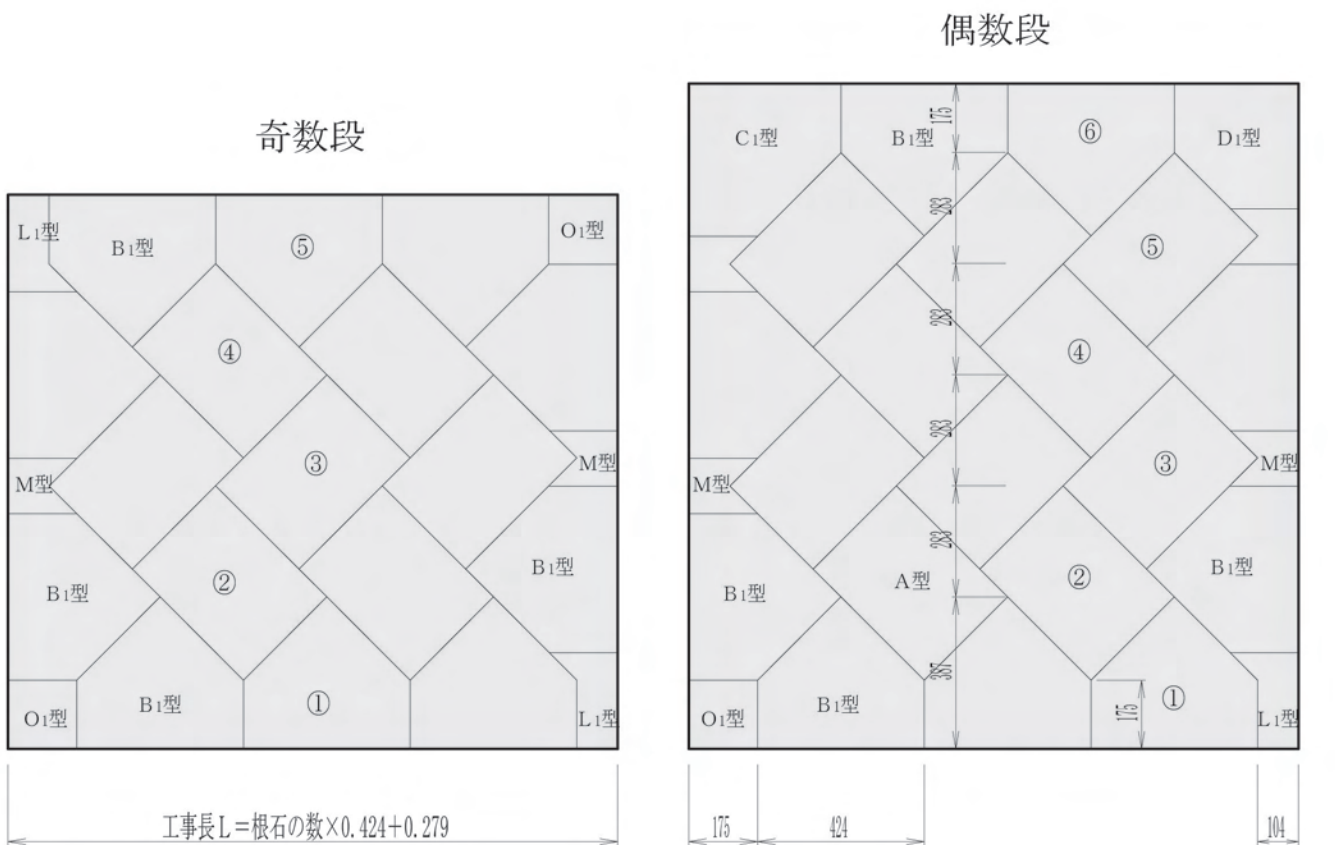 奇数段
L1型
B1型
⑤
O1型
④
③
M型
M型
②
B1型
B1型
O1型
B1型
①
L1型
工事長L=根石の数×0.424+0.279
偶数段
C1型
B1型
175
⑥
D1型
283
⑤
283
④
283
③
M型
M型
283
A型
②
B1型
B1型
387
O1型
B1型
175
①
L1型
175
424
104